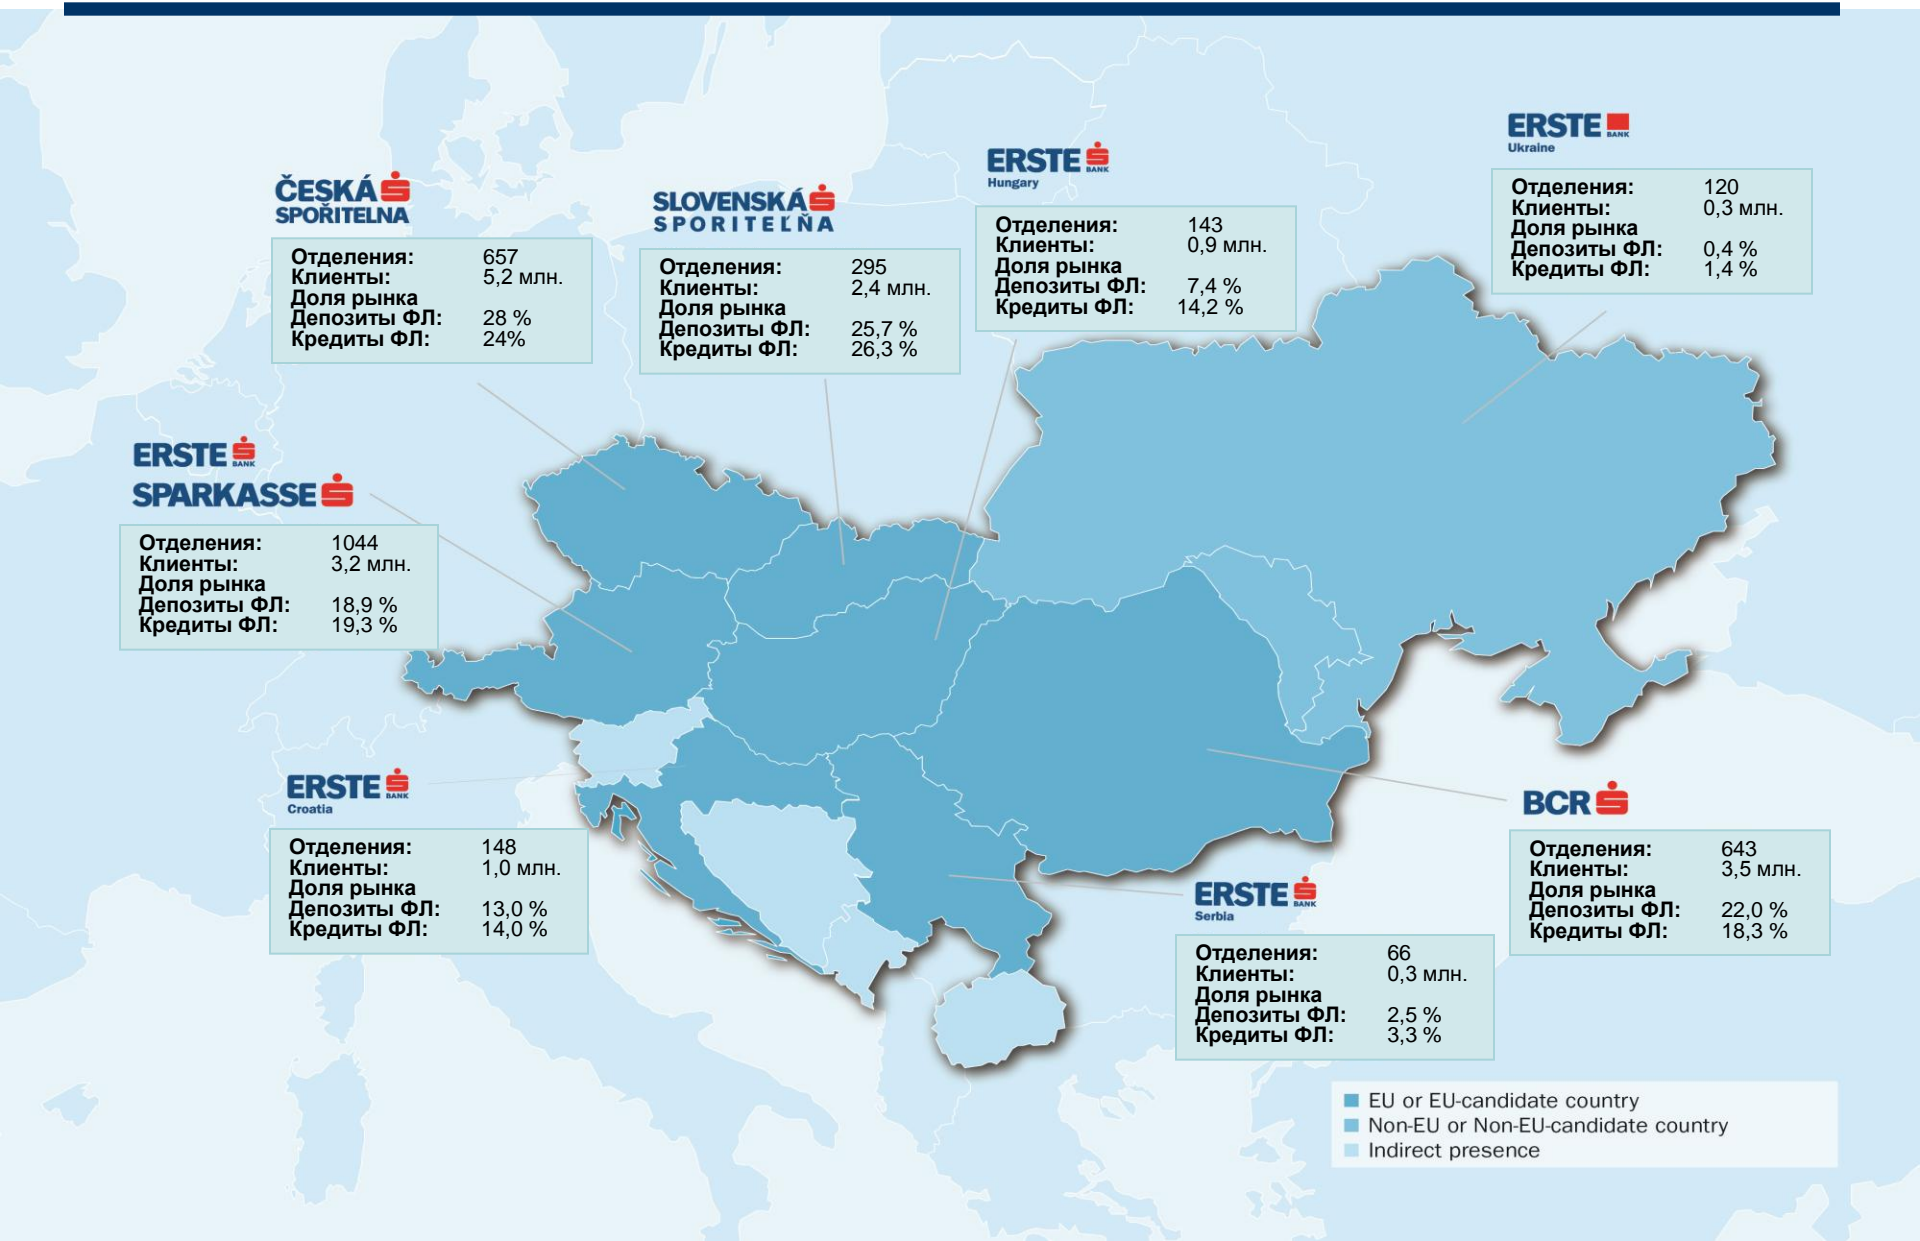 ČESKÁ
SPOŘITELNA
Отделения: 657
Клиенты: 5,2 млн.
Доля рынка
Депозиты ФЛ: 28 %
Кредиты ФЛ: 24%
SLOVENSKÁ
SPORITEĽŇA
Отделения: 295
Клиенты: 2,4 млн.
Доля рынка
Депозиты ФЛ: 25,7 %
Кредиты ФЛ: 26,3 %
ERSTE BANK
Hungary
Отделения: 143
Клиенты: 0,9 млн.
Доля рынка
Депозиты ФЛ: 7,4 %
Кредиты ФЛ: 14,2 %
ERSTE BANK
Ukraine
Отделения: 120
Клиенты: 0,3 млн.
Доля рынка
Депозиты ФЛ: 0,4 %
Кредиты ФЛ: 1,4 %
ERSTE BANK
SPARKASSE
Отделения: 1044
Клиенты: 3,2 млн.
Доля рынка
Депозиты ФЛ: 18,9 %
Кредиты ФЛ: 19,3 %
ERSTE BANK
Croatia
Отделения: 148
Клиенты: 1,0 млн.
Доля рынка
Депозиты ФЛ: 13,0 %
Кредиты ФЛ: 14,0 %
ERSTE BANK
Serbia
Отделения: 66
Клиенты: 0,3 млн.
Доля рынка
Депозиты ФЛ: 2,5 %
Кредиты ФЛ: 3,3 %
BCR
Отделения: 643
Клиенты: 3,5 млн.
Доля рынка
Депозиты ФЛ: 22,0 %
Кредиты ФЛ: 18,3 %
EU or EU-candidate country
Non-EU or Non-EU-candidate country
Indirect presence